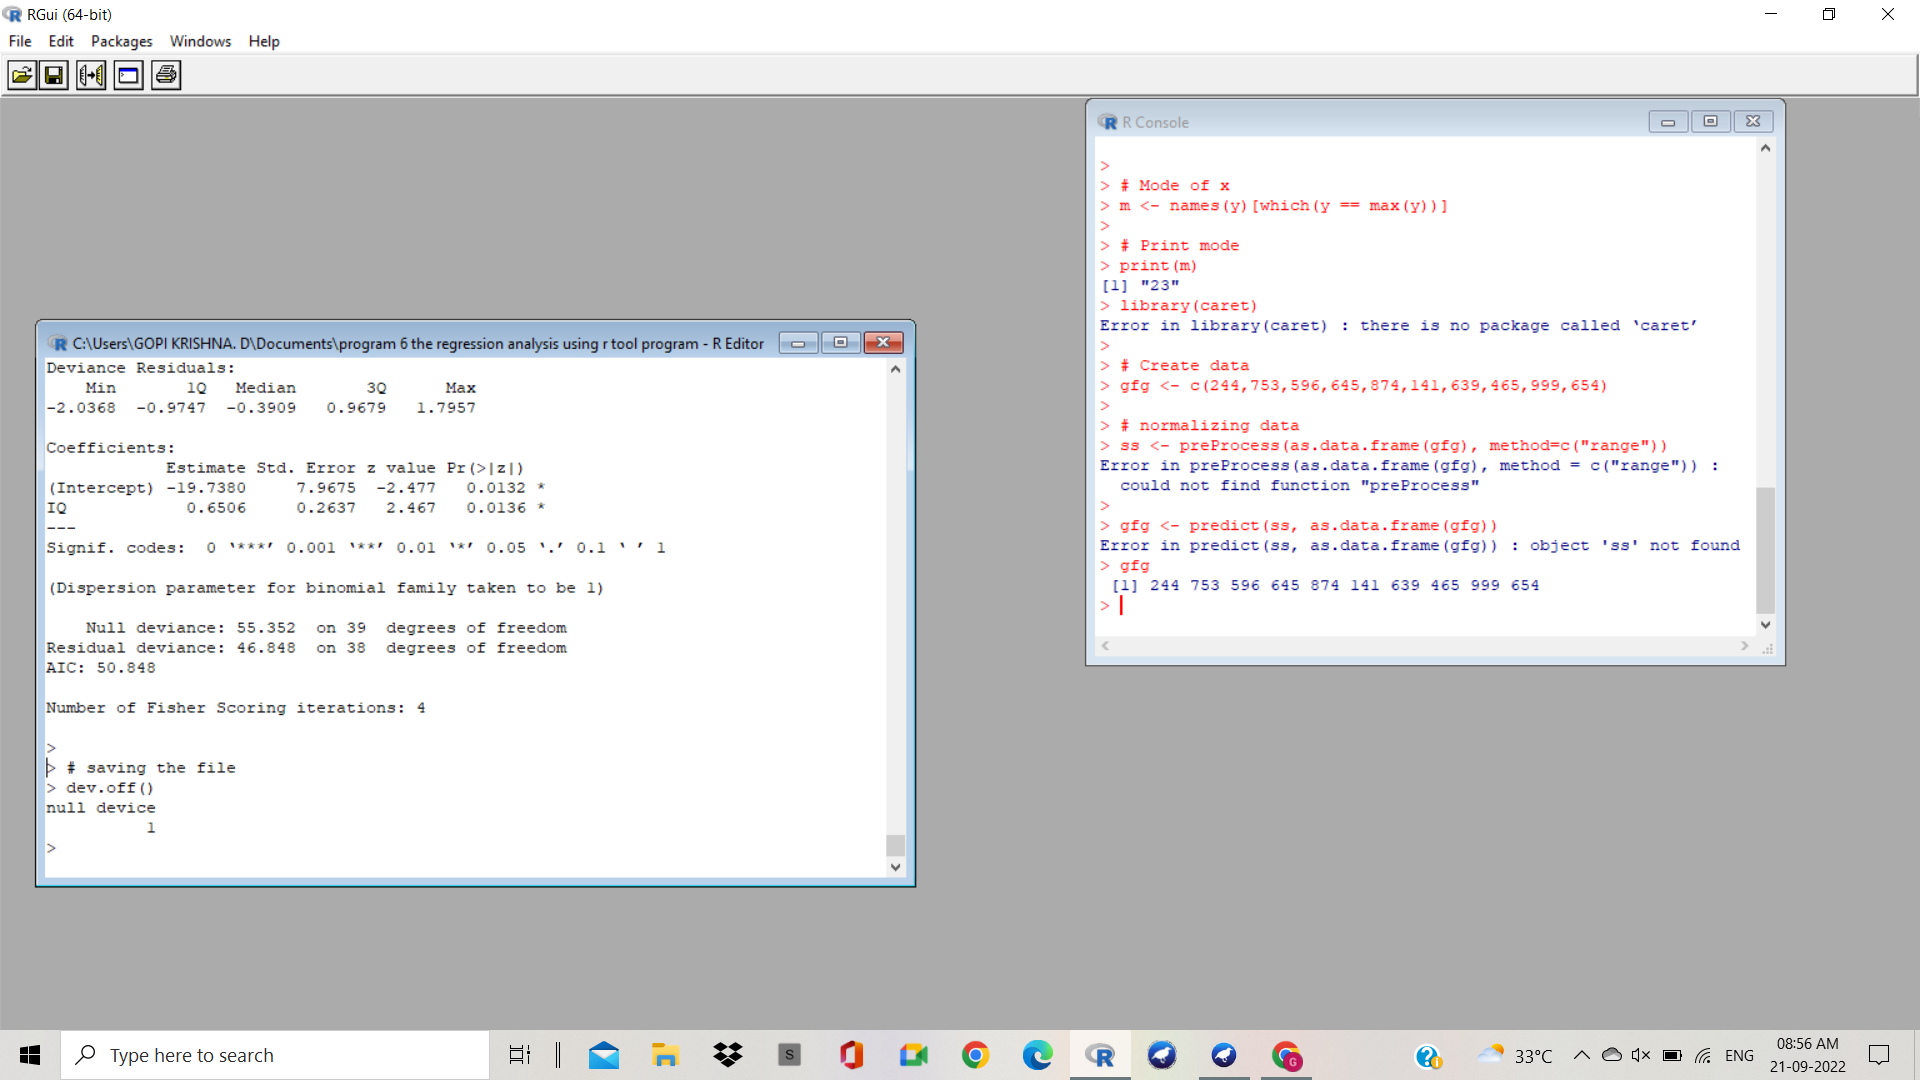 RGui (64-bit)
File Edit Packages Windows Help
C:\Users\GOPI KRISHNA. D\Documents\program 6 the regression analysis using r tool program - R Editor
Deviance Residuals:
    Min       1Q   Median       3Q      Max
-2.0368  -0.9747  -0.3909   0.9679   1.7957
Coefficients:
            Estimate Std. Error z value Pr(>|z|)
(Intercept) -19.7380     7.9675  -2.477   0.0132 *
IQ            0.6506     0.2637   2.467   0.0136 *
---
Signif. codes:  0 ‘***’ 0.001 ‘**’ 0.01 ‘*’ 0.05 ‘.’ 0.1 ‘ ’ 1
(Dispersion parameter for binomial family taken to be 1)
    Null deviance: 55.352  on 39  degrees of freedom
Residual deviance: 46.848  on 38  degrees of freedom
AIC: 50.848
Number of Fisher Scoring iterations: 4
>
> # saving the file
> dev.off()
null device
          1
>
R Console
>
> # Mode of x
> m <- names(y)[which(y == max(y))]
>
> # Print mode
> print(m)
[1] "23"
> library(caret)
Error in library(caret) : there is no package called ‘caret’
>
> # Create data
> gfg <- c(244,753,596,645,874,141,639,465,999,654)
>
> # normalizing data
> ss <- preProcess(as.data.frame(gfg), method=c("range"))
Error in preProcess(as.data.frame(gfg), method = c("range")) :
  could not find function "preProcess"
>
> gfg <- predict(ss, as.data.frame(gfg))
Error in predict(ss, as.data.frame(gfg)) : object 'ss' not found
> gfg
 [1] 244 753 596 645 874 141 639 465 999 654
>
Type here to search
S
G
33°C
ENG
08:56 AM
21-09-2022